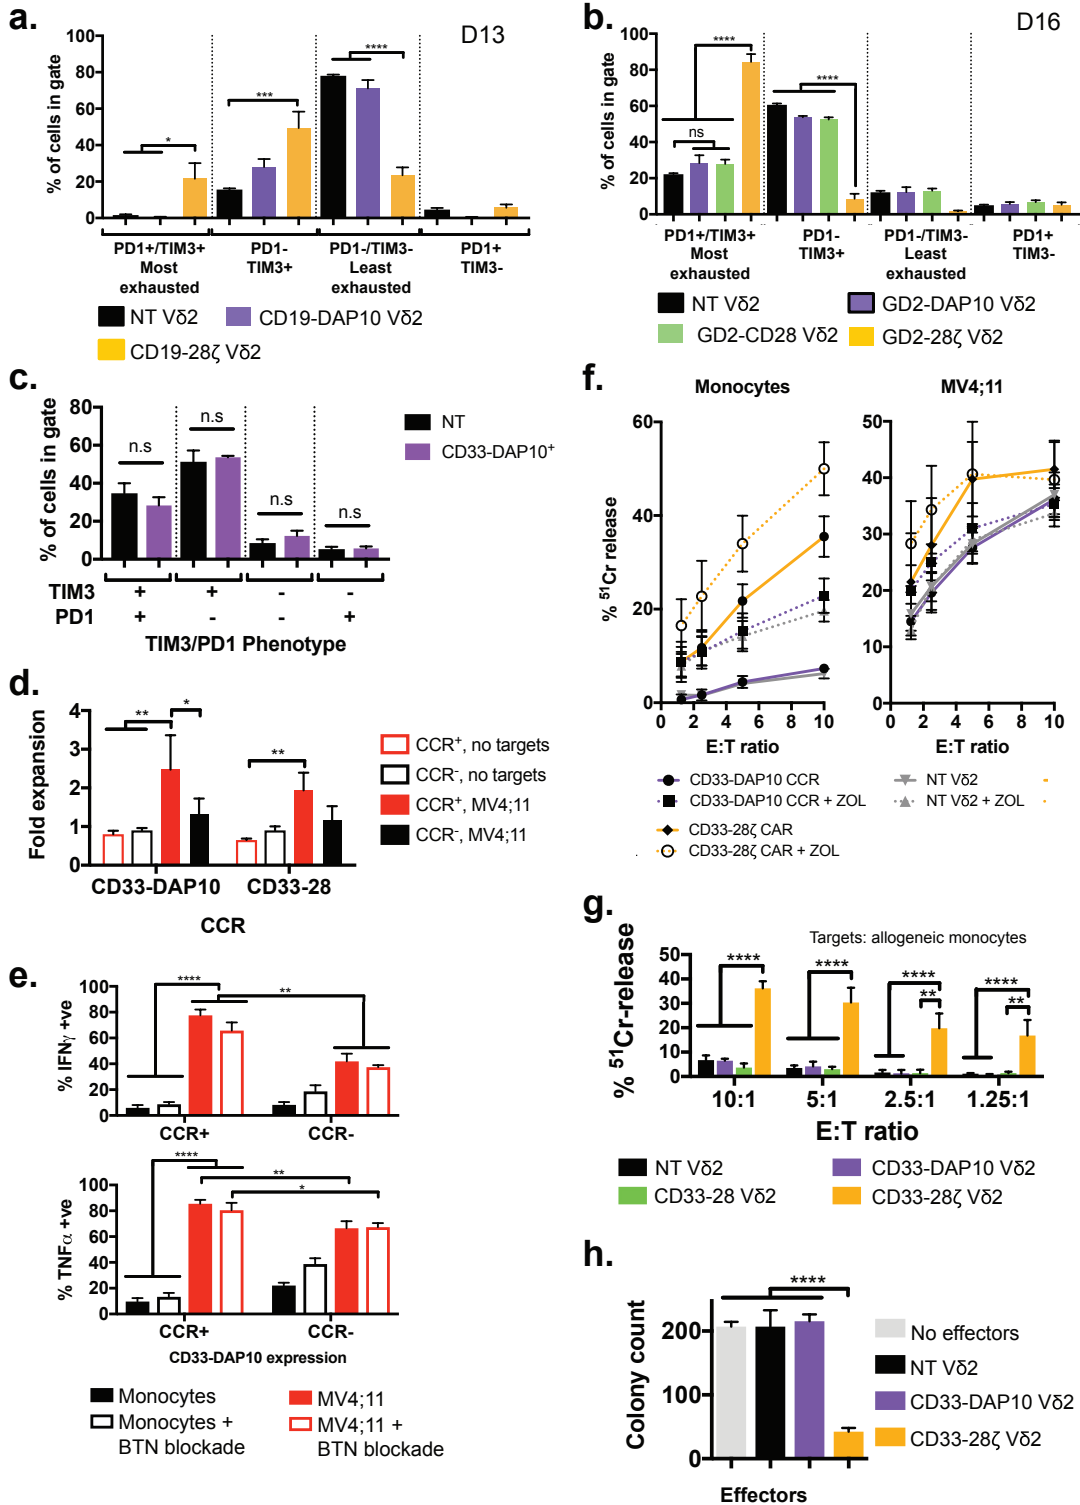 a.
D13
% of cells in gate
100
80
60
40
20
0
*
***
****
PD1+/TIM3+
Most
exhausted
PD1-
TIM3+
PD1-/TIM3-
Least
exhausted
PD1+
TIM3-
NT Vδ2
CD19-DAP10 Vδ2
CD19-28ζ Vδ2
b.
D16
% of cells in gate
100
80
60
40
20
0
****
ns
****
PD1+/TIM3+
Most
exhausted
PD1-
TIM3+
PD1-/TIM3-
Least
exhausted
PD1+
TIM3-
NT Vδ2
GD2-DAP10 Vδ2
GD2-CD28 Vδ2
GD2-28ζ Vδ2
c.
% of cells in gate
80
60
40
20
0
n.s
n.s
n.s
n.s
NT
CD33-DAP10⁺
TIM3 + + - -
PD1 + - - +
TIM3/PD1 Phenotype
d.
Fold expansion
4
3
2
1
0
**
*
**
CD33-DAP10
CD33-28
CCR
CCR⁺, no targets
CCR⁻, no targets
CCR⁺, MV4;11
CCR⁻, MV4;11
e.
% IFNγ +ve
100
80
60
40
20
0
****
**
CCR+
CCR-
% TNFα +ve
100
80
60
40
20
0
****
**
*
CCR+
CCR-
CD33-DAP10 expression
Monocytes
Monocytes +
BTN blockade
MV4;11
MV4;11 +
BTN blockade
f.
Monocytes
% ⁵¹Cr release
60
40
20
0
0 2 4 6 8 10
E:T ratio
MV4;11
50
40
30
20
10
0
0 2 4 6 8 10
E:T ratio
CD33-DAP10 CCR
CD33-DAP10 CCR + ZOL
CD33-28ζ CAR
CD33-28ζ CAR + ZOL
NT Vδ2
NT Vδ2 + ZOL
g.
Targets: allogeneic monocytes
% ⁵¹Cr-release
50
40
30
20
10
0
****
****
****
**
****
**
10:1
5:1
2.5:1
1.25:1
E:T ratio
NT Vδ2
CD33-DAP10 Vδ2
CD33-28 Vδ2
CD33-28ζ Vδ2
h.
Colony count
200
100
0
****
Effectors
No effectors
NT Vδ2
CD33-DAP10 Vδ2
CD33-28ζ Vδ2